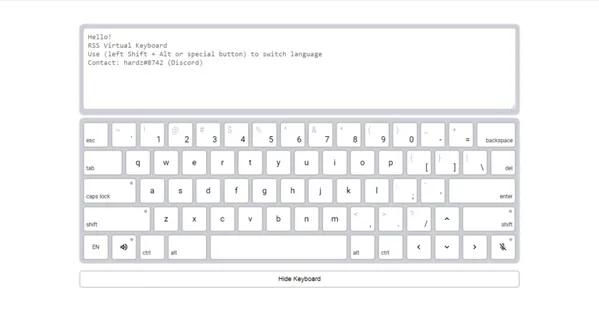 Hello!
RSS Virtual Keyboard
Use (left Shift + Alt or special button) to switch language
Contact: hardz#8742 (Discord)
esc ~ ` ! 1 @ 2 # 3 $ 4 % 5 ^ 6 & 7 * 8 ( 9 ) 0 _ - + = backspace
tab q w e r t y u i o p { [ } ] | \ del
caps lock a s d f g h j k l : ; " ' enter
shift z x c v b n m < , > . ? / shift
EN ctrl alt alt ctrl
Hide Keyboard